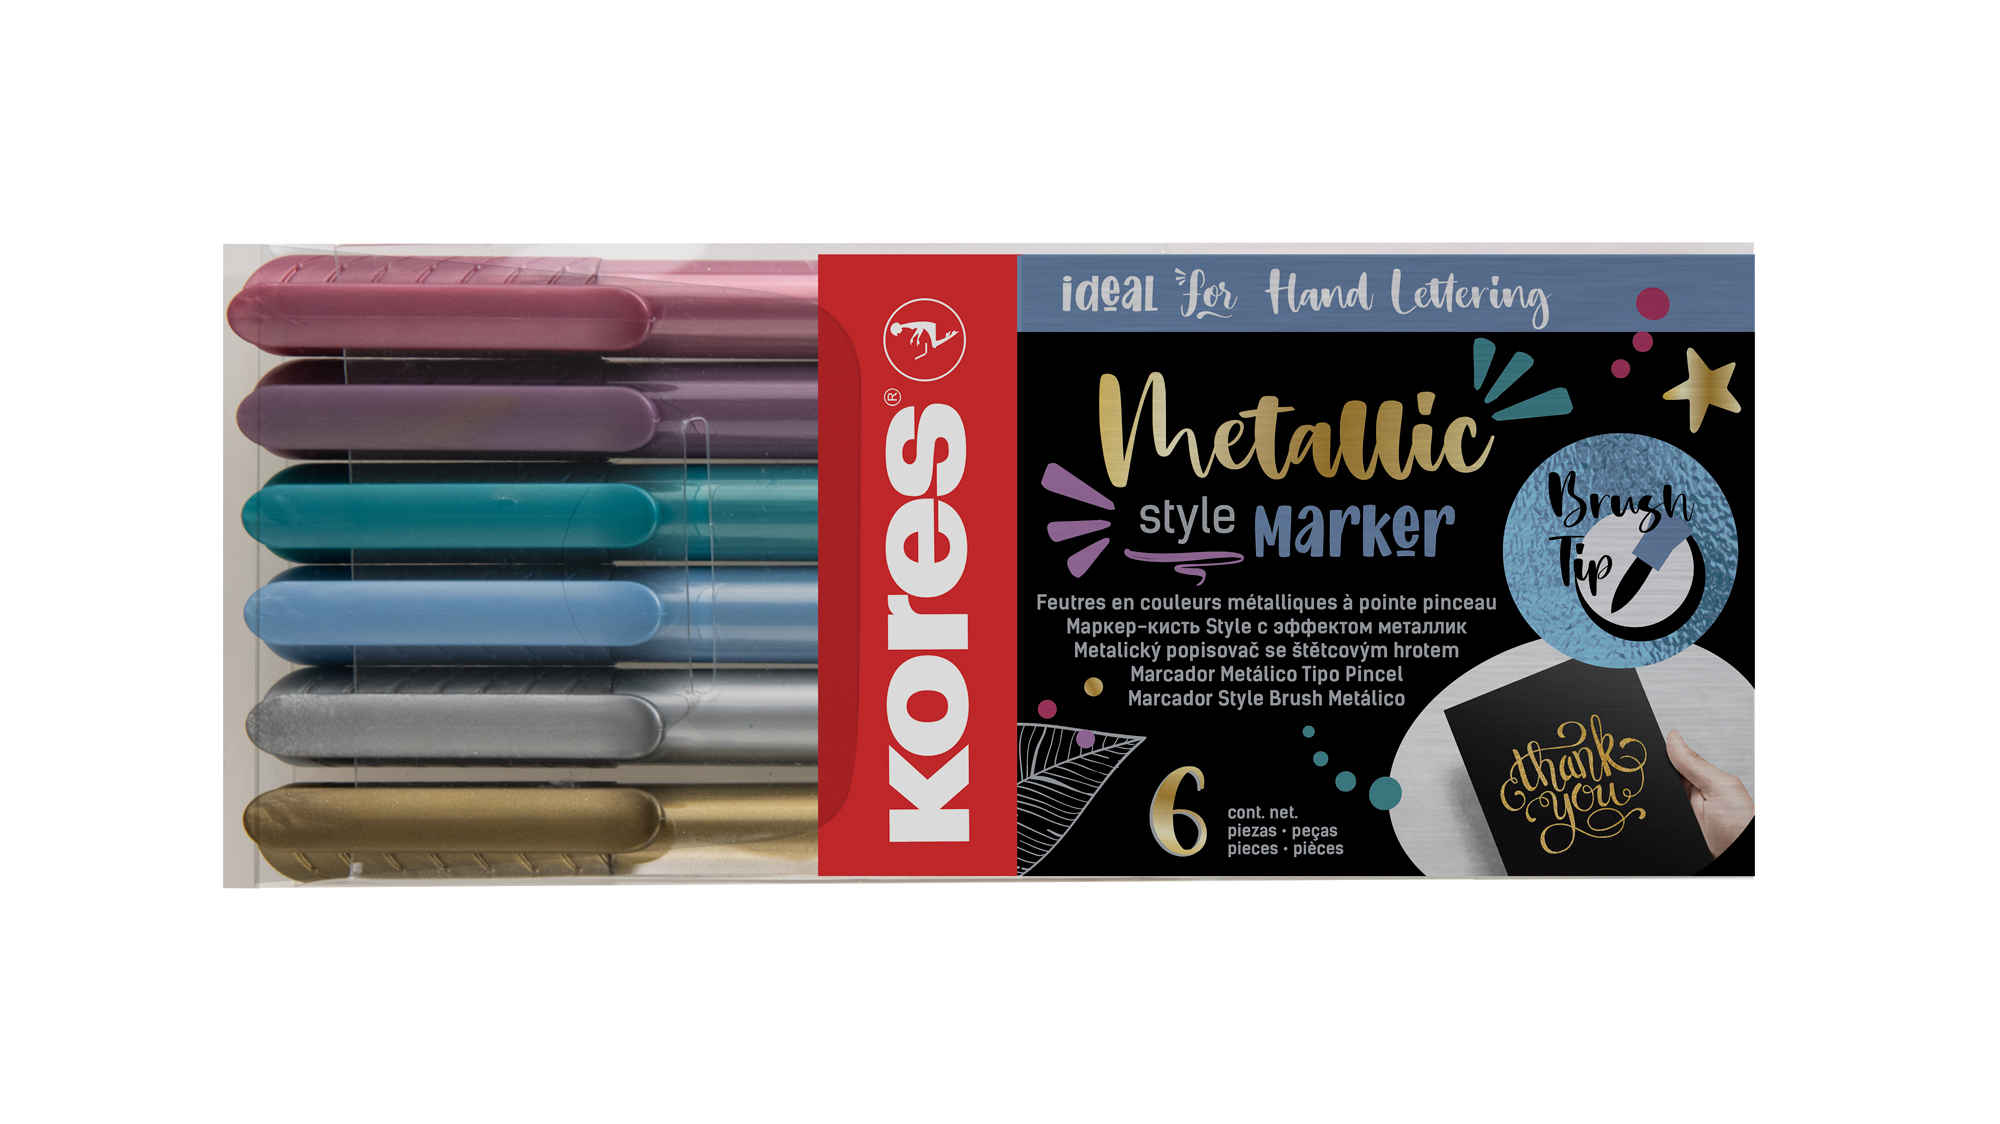 kores®
ideal for Hand Lettering
Metallic
style marker
Brush
Tip
Feutres en couleurs métalliques à pointe pinceau
Маркер-кисть Style с эффектом металлик
Metalický popisovač se štětcovým hrotem
Marcador Metálico Tipo Pincel
Marcador Style Brush Metálico
6
cont. net.
piezas · peças
pieces · pièces
thank
you